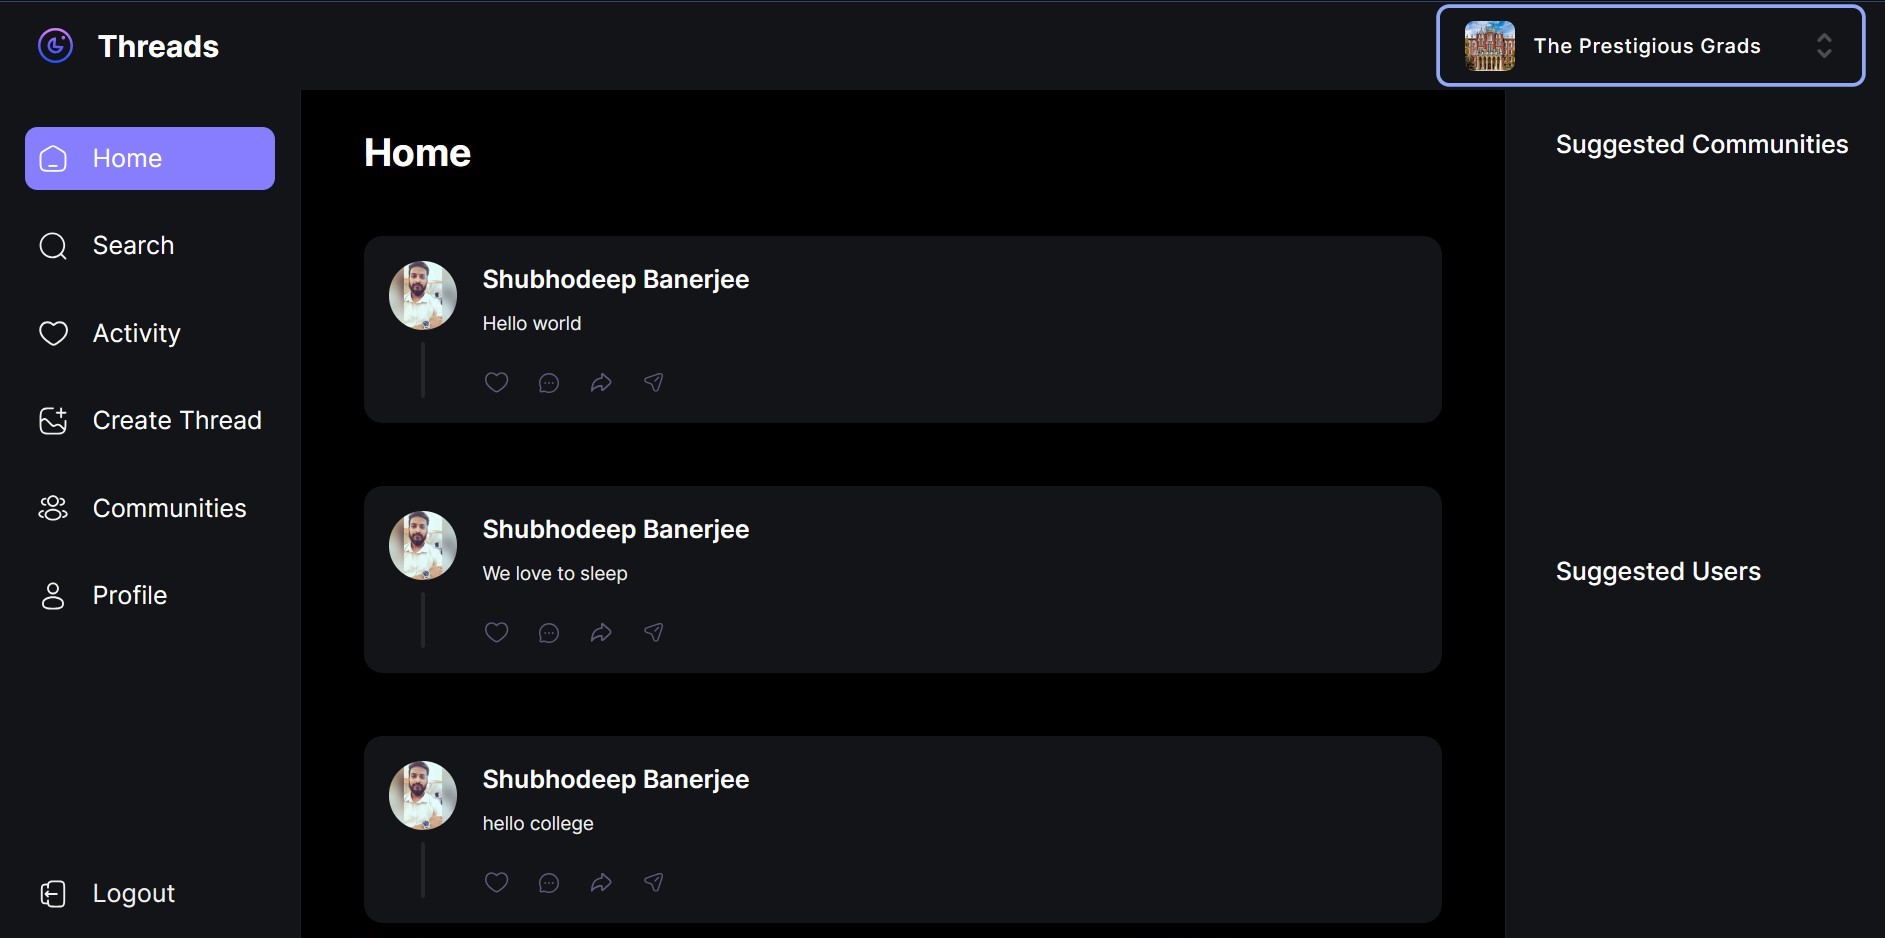 Threads
The Prestigious Grads
Home
Search
Activity
Create Thread
Communities
Profile
Logout
Home
Shubhodeep Banerjee
Hello world
Shubhodeep Banerjee
We love to sleep
Shubhodeep Banerjee
hello college
Suggested Communities
Suggested Users